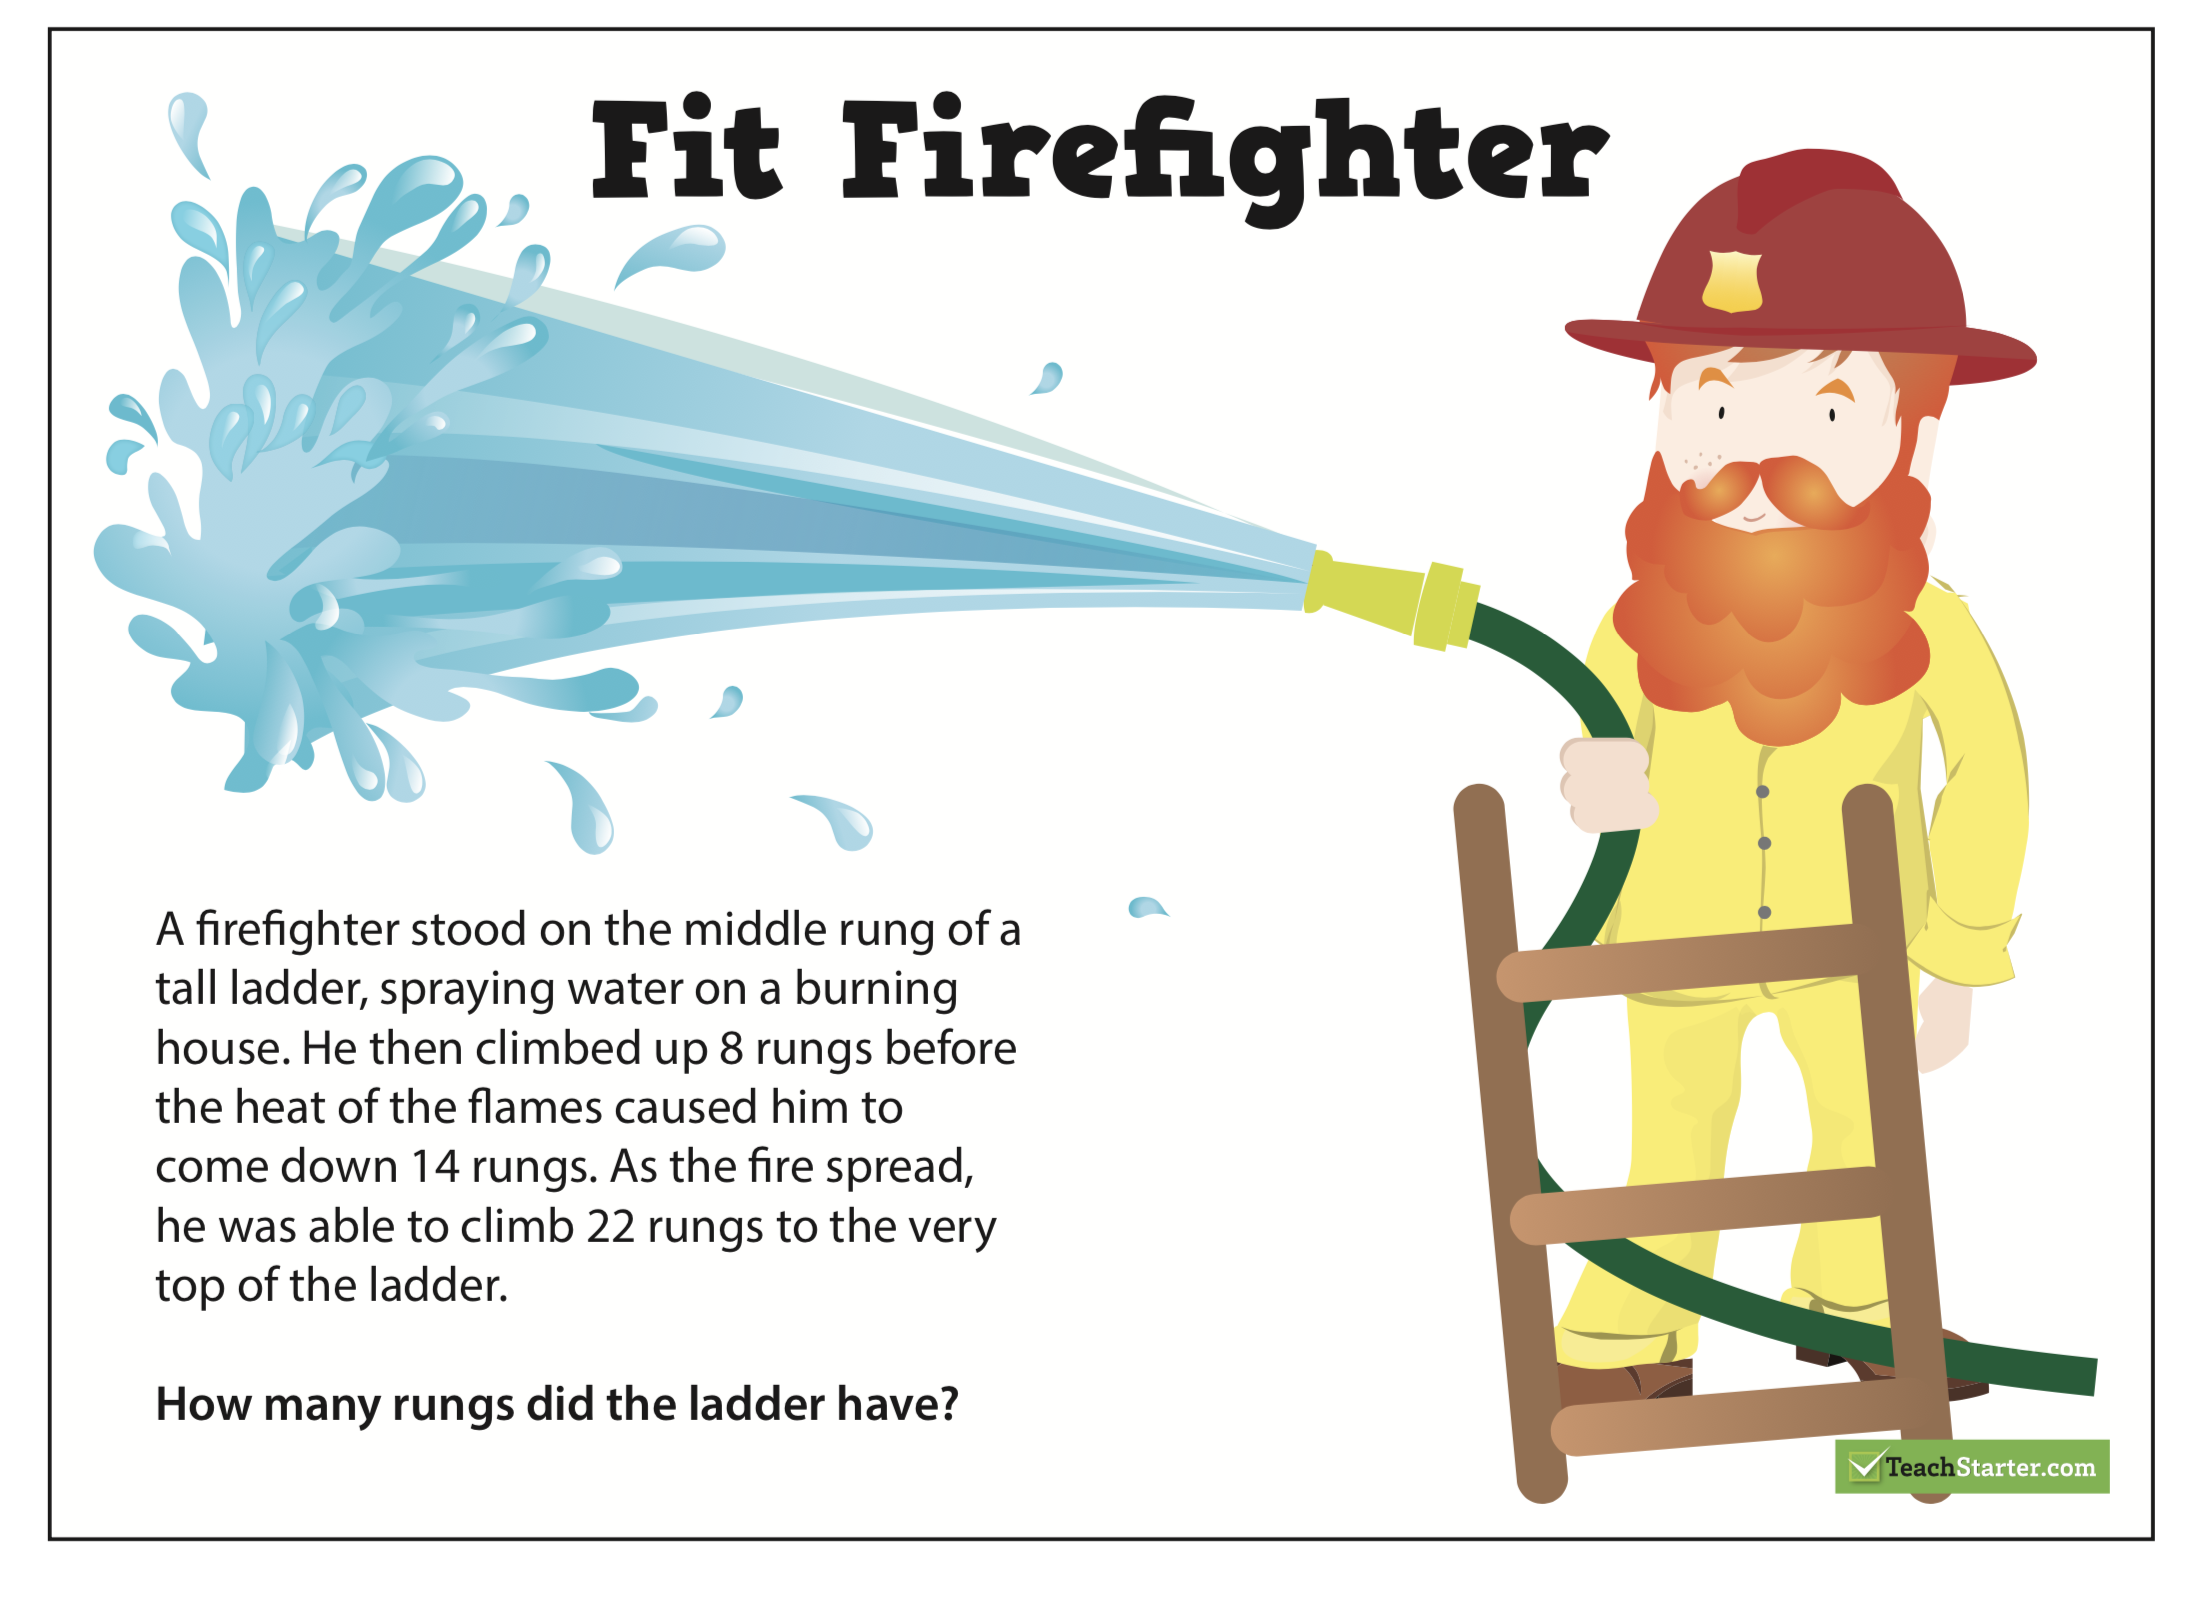 Fit Firefighter
A firefighter stood on the middle rung of a
tall ladder, spraying water on a burning
house. He then climbed up 8 rungs before
the heat of the flames caused him to
come down 14 rungs. As the fire spread,
he was able to climb 22 rungs to the very
top of the ladder.
How many rungs did the ladder have?
TeachStarter.com